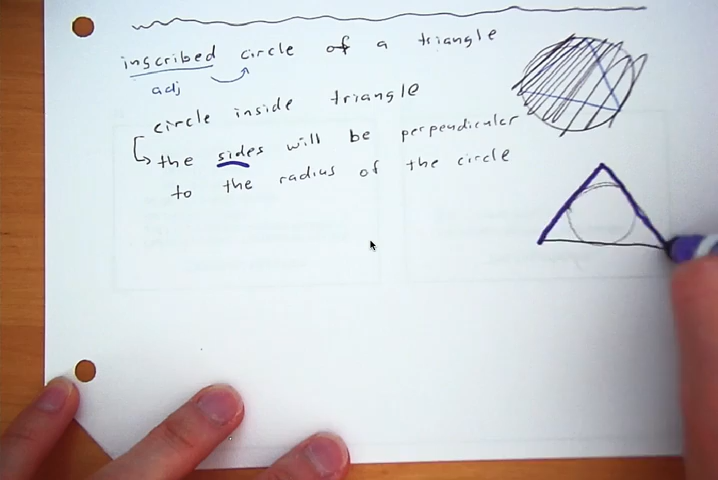 inscribed circle of a triangle
adj
circle inside triangle
the sides will be perpendicular
to the radius of the circle